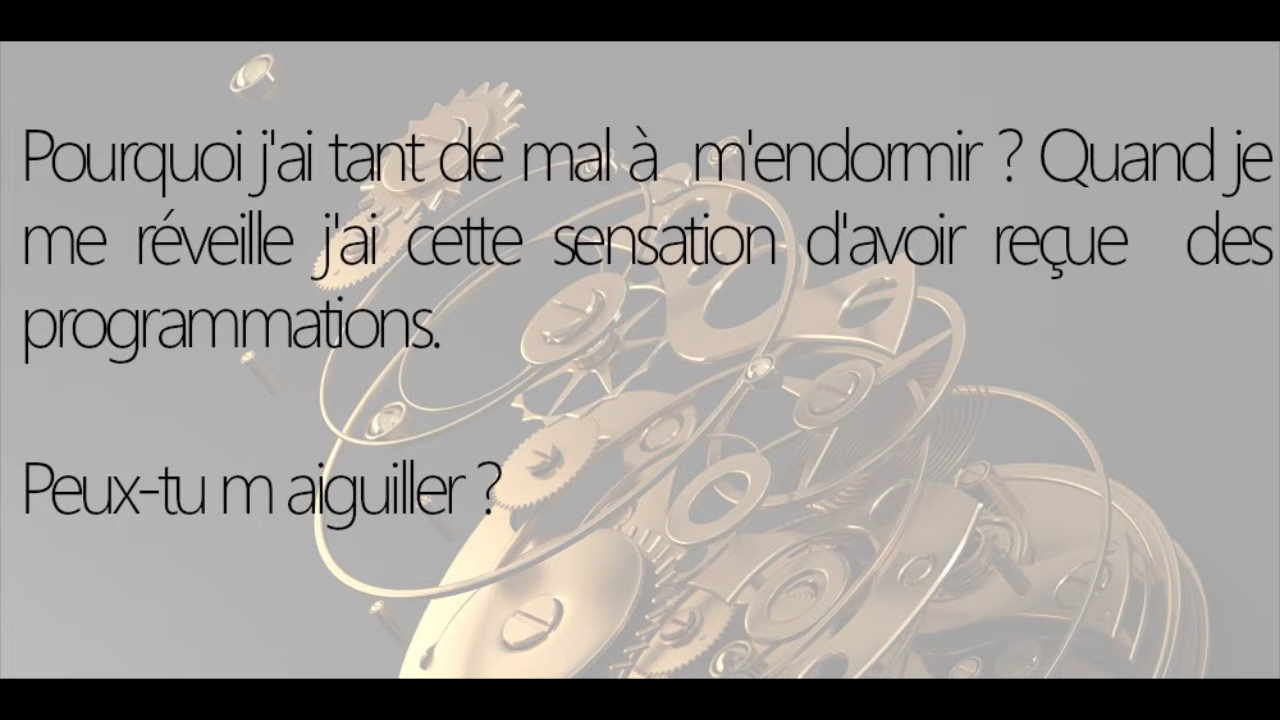 Pourquoi j'ai tant de mal à m'endormir ? Quand je
me réveille j'ai cette sensation d'avoir reçue des
programmations.
Peux-tu m aiguiller ?